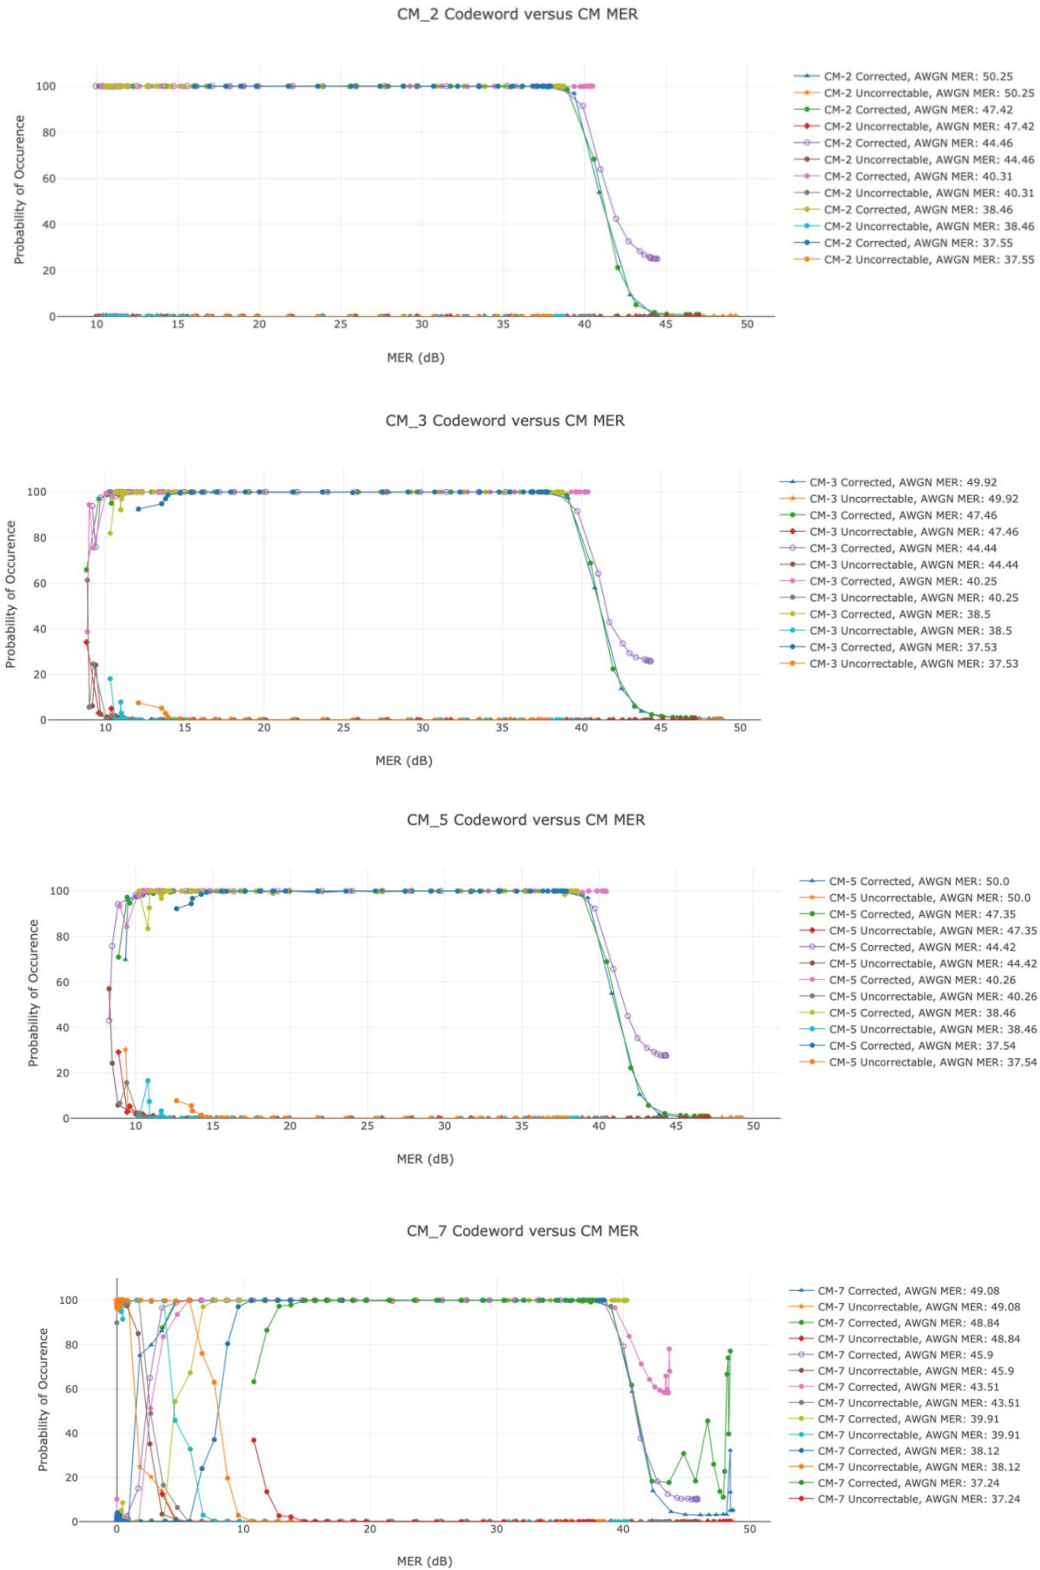 CM_2 Codeword versus CM MER
100
80
60
40
20
0
Probability of Occurence
10 15 20 25 30 35 40 45 50
MER (dB)
CM-2 Corrected, AWGN MER: 50.25
CM-2 Uncorrectable, AWGN MER: 50.25
CM-2 Corrected, AWGN MER: 47.42
CM-2 Uncorrectable, AWGN MER: 47.42
CM-2 Corrected, AWGN MER: 44.46
CM-2 Uncorrectable, AWGN MER: 44.46
CM-2 Corrected, AWGN MER: 40.31
CM-2 Uncorrectable, AWGN MER: 40.31
CM-2 Corrected, AWGN MER: 38.46
CM-2 Uncorrectable, AWGN MER: 38.46
CM-2 Corrected, AWGN MER: 37.55
CM-2 Uncorrectable, AWGN MER: 37.55
CM_3 Codeword versus CM MER
100
80
60
40
20
0
Probability of Occurence
10 15 20 25 30 35 40 45 50
MER (dB)
CM-3 Corrected, AWGN MER: 49.92
CM-3 Uncorrectable, AWGN MER: 49.92
CM-3 Corrected, AWGN MER: 47.46
CM-3 Uncorrectable, AWGN MER: 47.46
CM-3 Corrected, AWGN MER: 44.44
CM-3 Uncorrectable, AWGN MER: 44.44
CM-3 Corrected, AWGN MER: 40.25
CM-3 Uncorrectable, AWGN MER: 40.25
CM-3 Corrected, AWGN MER: 38.5
CM-3 Uncorrectable, AWGN MER: 38.5
CM-3 Corrected, AWGN MER: 37.53
CM-3 Uncorrectable, AWGN MER: 37.53
CM_5 Codeword versus CM MER
100
80
60
40
20
0
Probability of Occurence
10 15 20 25 30 35 40 45 50
MER (dB)
CM-5 Corrected, AWGN MER: 50.0
CM-5 Uncorrectable, AWGN MER: 50.0
CM-5 Corrected, AWGN MER: 47.35
CM-5 Uncorrectable, AWGN MER: 47.35
CM-5 Corrected, AWGN MER: 44.42
CM-5 Uncorrectable, AWGN MER: 44.42
CM-5 Corrected, AWGN MER: 40.26
CM-5 Uncorrectable, AWGN MER: 40.26
CM-5 Corrected, AWGN MER: 38.46
CM-5 Uncorrectable, AWGN MER: 38.46
CM-5 Corrected, AWGN MER: 37.54
CM-5 Uncorrectable, AWGN MER: 37.54
CM_7 Codeword versus CM MER
100
80
60
40
20
0
Probability of Occurence
0 10 20 30 40 50
MER (dB)
CM-7 Corrected, AWGN MER: 49.08
CM-7 Uncorrectable, AWGN MER: 49.08
CM-7 Corrected, AWGN MER: 48.84
CM-7 Uncorrectable, AWGN MER: 48.84
CM-7 Corrected, AWGN MER: 45.9
CM-7 Uncorrectable, AWGN MER: 45.9
CM-7 Corrected, AWGN MER: 43.51
CM-7 Uncorrectable, AWGN MER: 43.51
CM-7 Corrected, AWGN MER: 39.91
CM-7 Uncorrectable, AWGN MER: 39.91
CM-7 Corrected, AWGN MER: 38.12
CM-7 Uncorrectable, AWGN MER: 38.12
CM-7 Corrected, AWGN MER: 37.24
CM-7 Uncorrectable, AWGN MER: 37.24